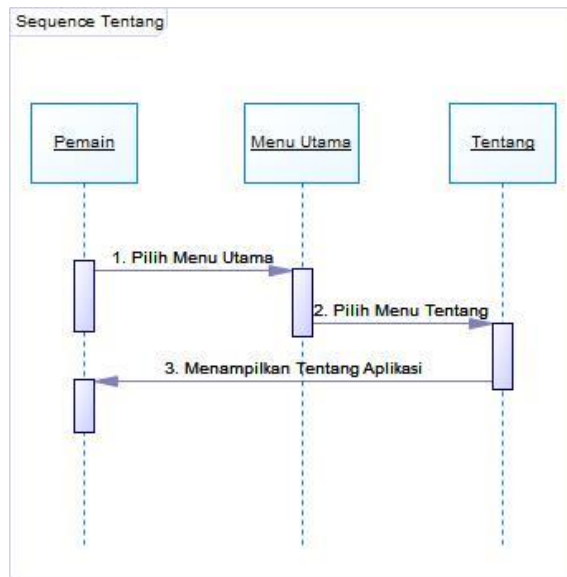 Sequence Tentang
Pemain
Menu Utama
Tentang
1. Pilih Menu Utama
2. Pilih Menu Tentang
3. Menampilkan Tentang Aplikasi